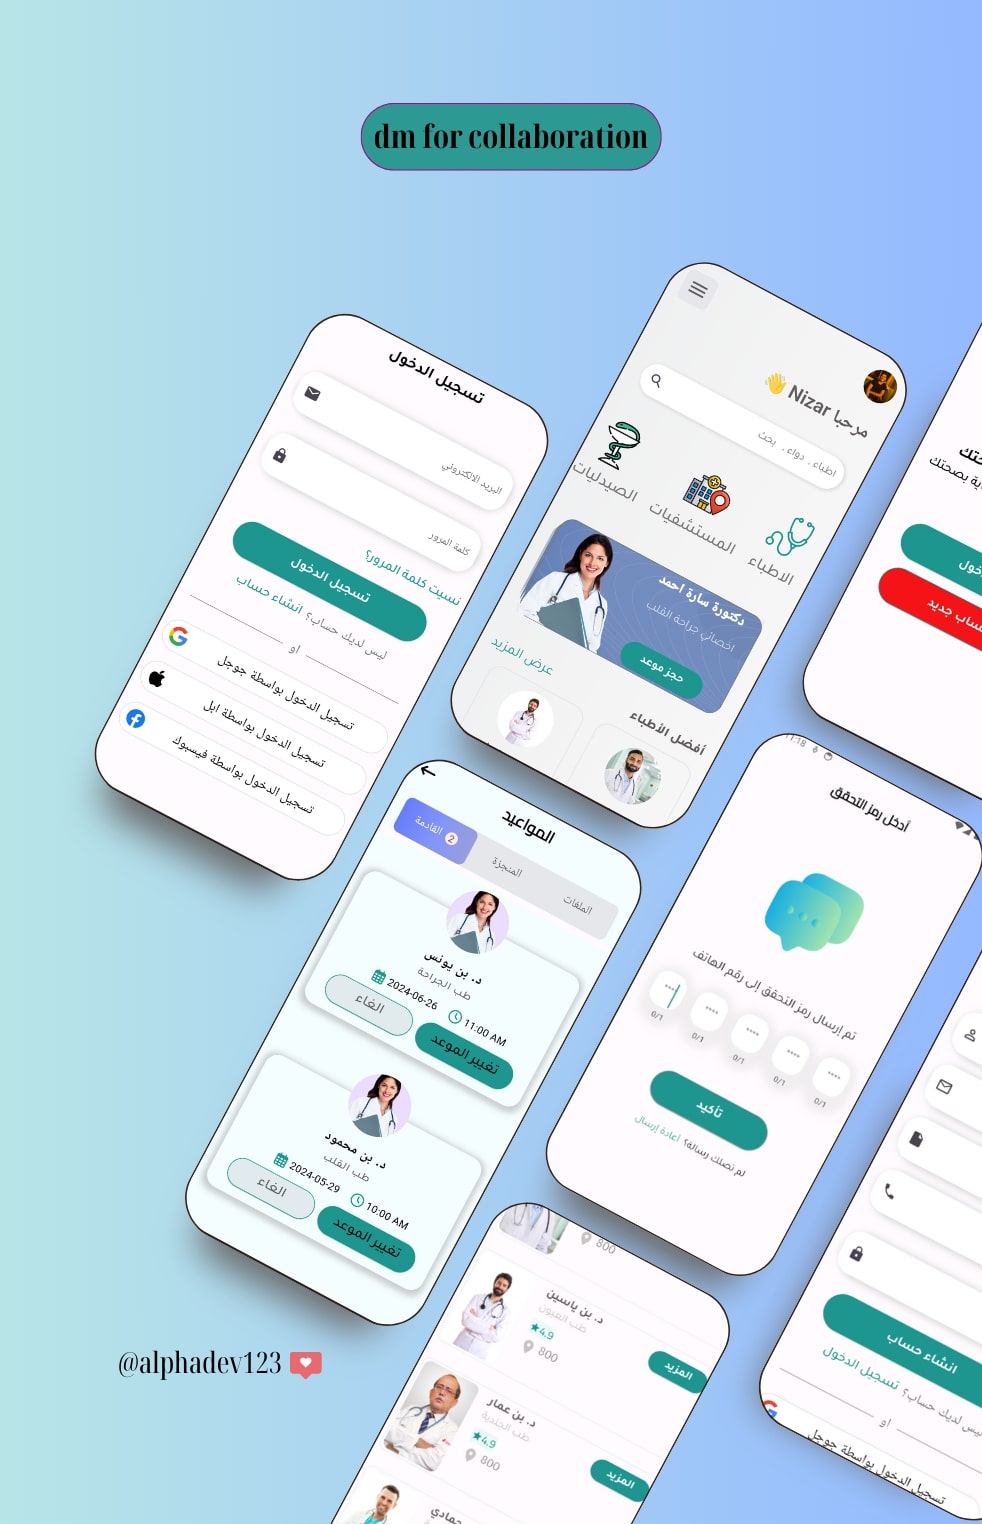 dm for collaboration
تسجيل الدخول
البريد الالكتروني
كلمة المرور
نسيت كلمة المرور؟
تسجيل الدخول
ليس لديك حساب؟ انشاء حساب
او
تسجيل الدخول بواسطة جوجل
تسجيل الدخول بواسطة ابل
تسجيل الدخول بواسطة فيسبوك
مرحبا Nizar 👋
اطباء ، دواء ، بحث
الاطباء
المستشفيات
الصيدليات
دكتورة سارة احمد
اخصائي جراحة القلب
حجز موعد
أفضل الأطباء
عرض المزيد
حساب جديد
المواعيد
القادمة 2
المنجزة
الملغات
د. بن يونس
طب الجراحة
2024-06-26
11:00 AM
الغاء
تغيير الموعد
د. بن محمود
طب القلب
2024-05-29
10:00 AM
الغاء
تغيير الموعد
11:18
أدخل رمز التحقق
تم إرسال رمز التحقق إلى رقم الهاتف
****
****
****
****
****
0/1
0/1
0/1
0/1
0/1
تأكيد
لم تصلك رسالة؟ أعادة إرسال
800
د. بن ياسين
طب العيون
4.9
800
المزيد
د. بن عمار
طب الجلدية
4.9
800
المزيد
انشاء حساب
ليس لديك حساب؟ تسجيل الدخول
او
تسجيل الدخول بواسطة جوجل
@alphadev123